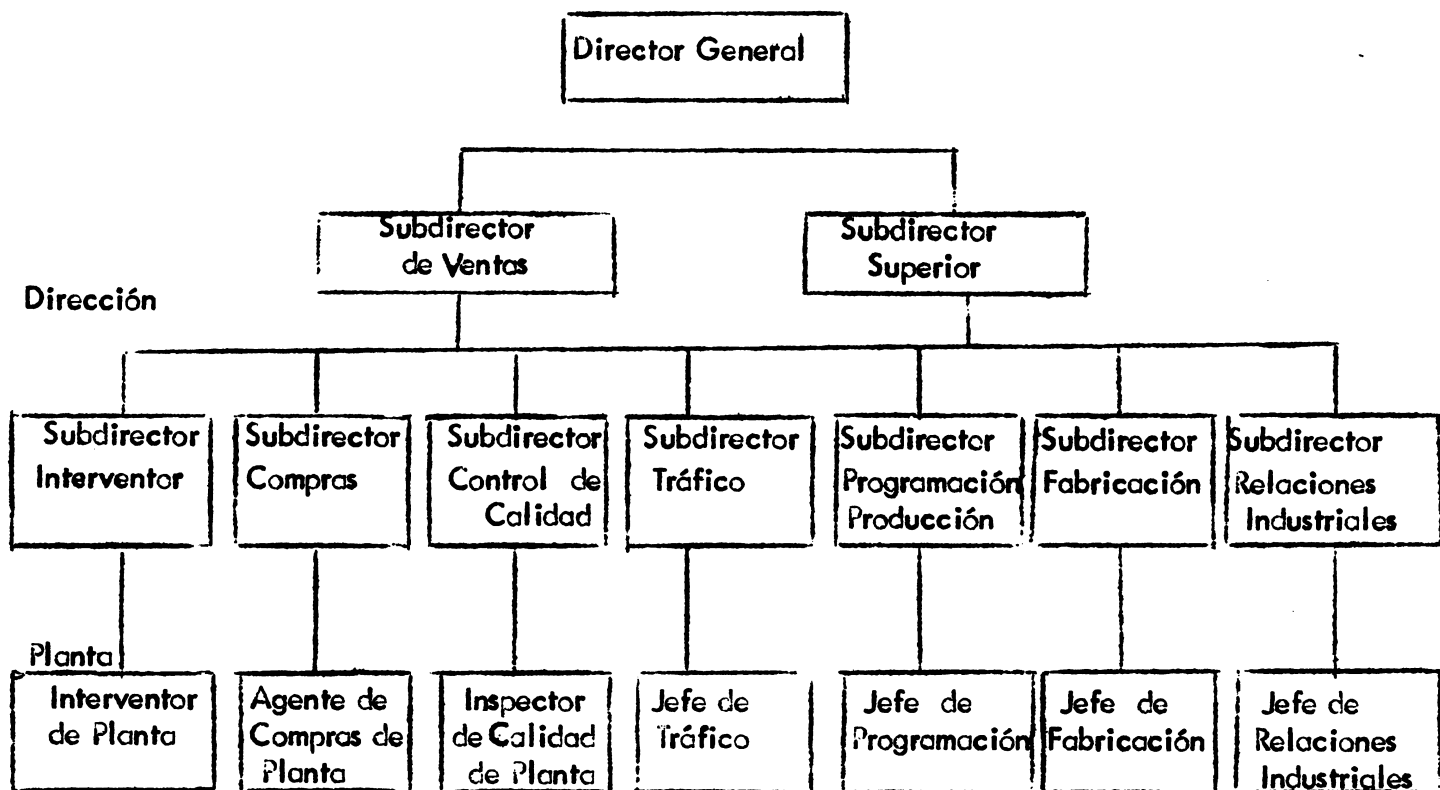 Director General
Subdirector
de Ventas
Subdirector
Superior
Dirección
Subdirector
Interventor
Subdirector
Compras
Subdirector
Control de
Calidad
Subdirector
Tráfico
Subdirector
Programación
Producción
Subdirector
Fabricación
Subdirector
Relaciones
Industriales
Planta
Interventor
de Planta
Agente de
Compras de
Planta
Inspector
de Calidad
de Planta
Jefe de
Tráfico
Jefe de
Programación
Jefe de
Fabricación
Jefe de
Relaciones
Industriales